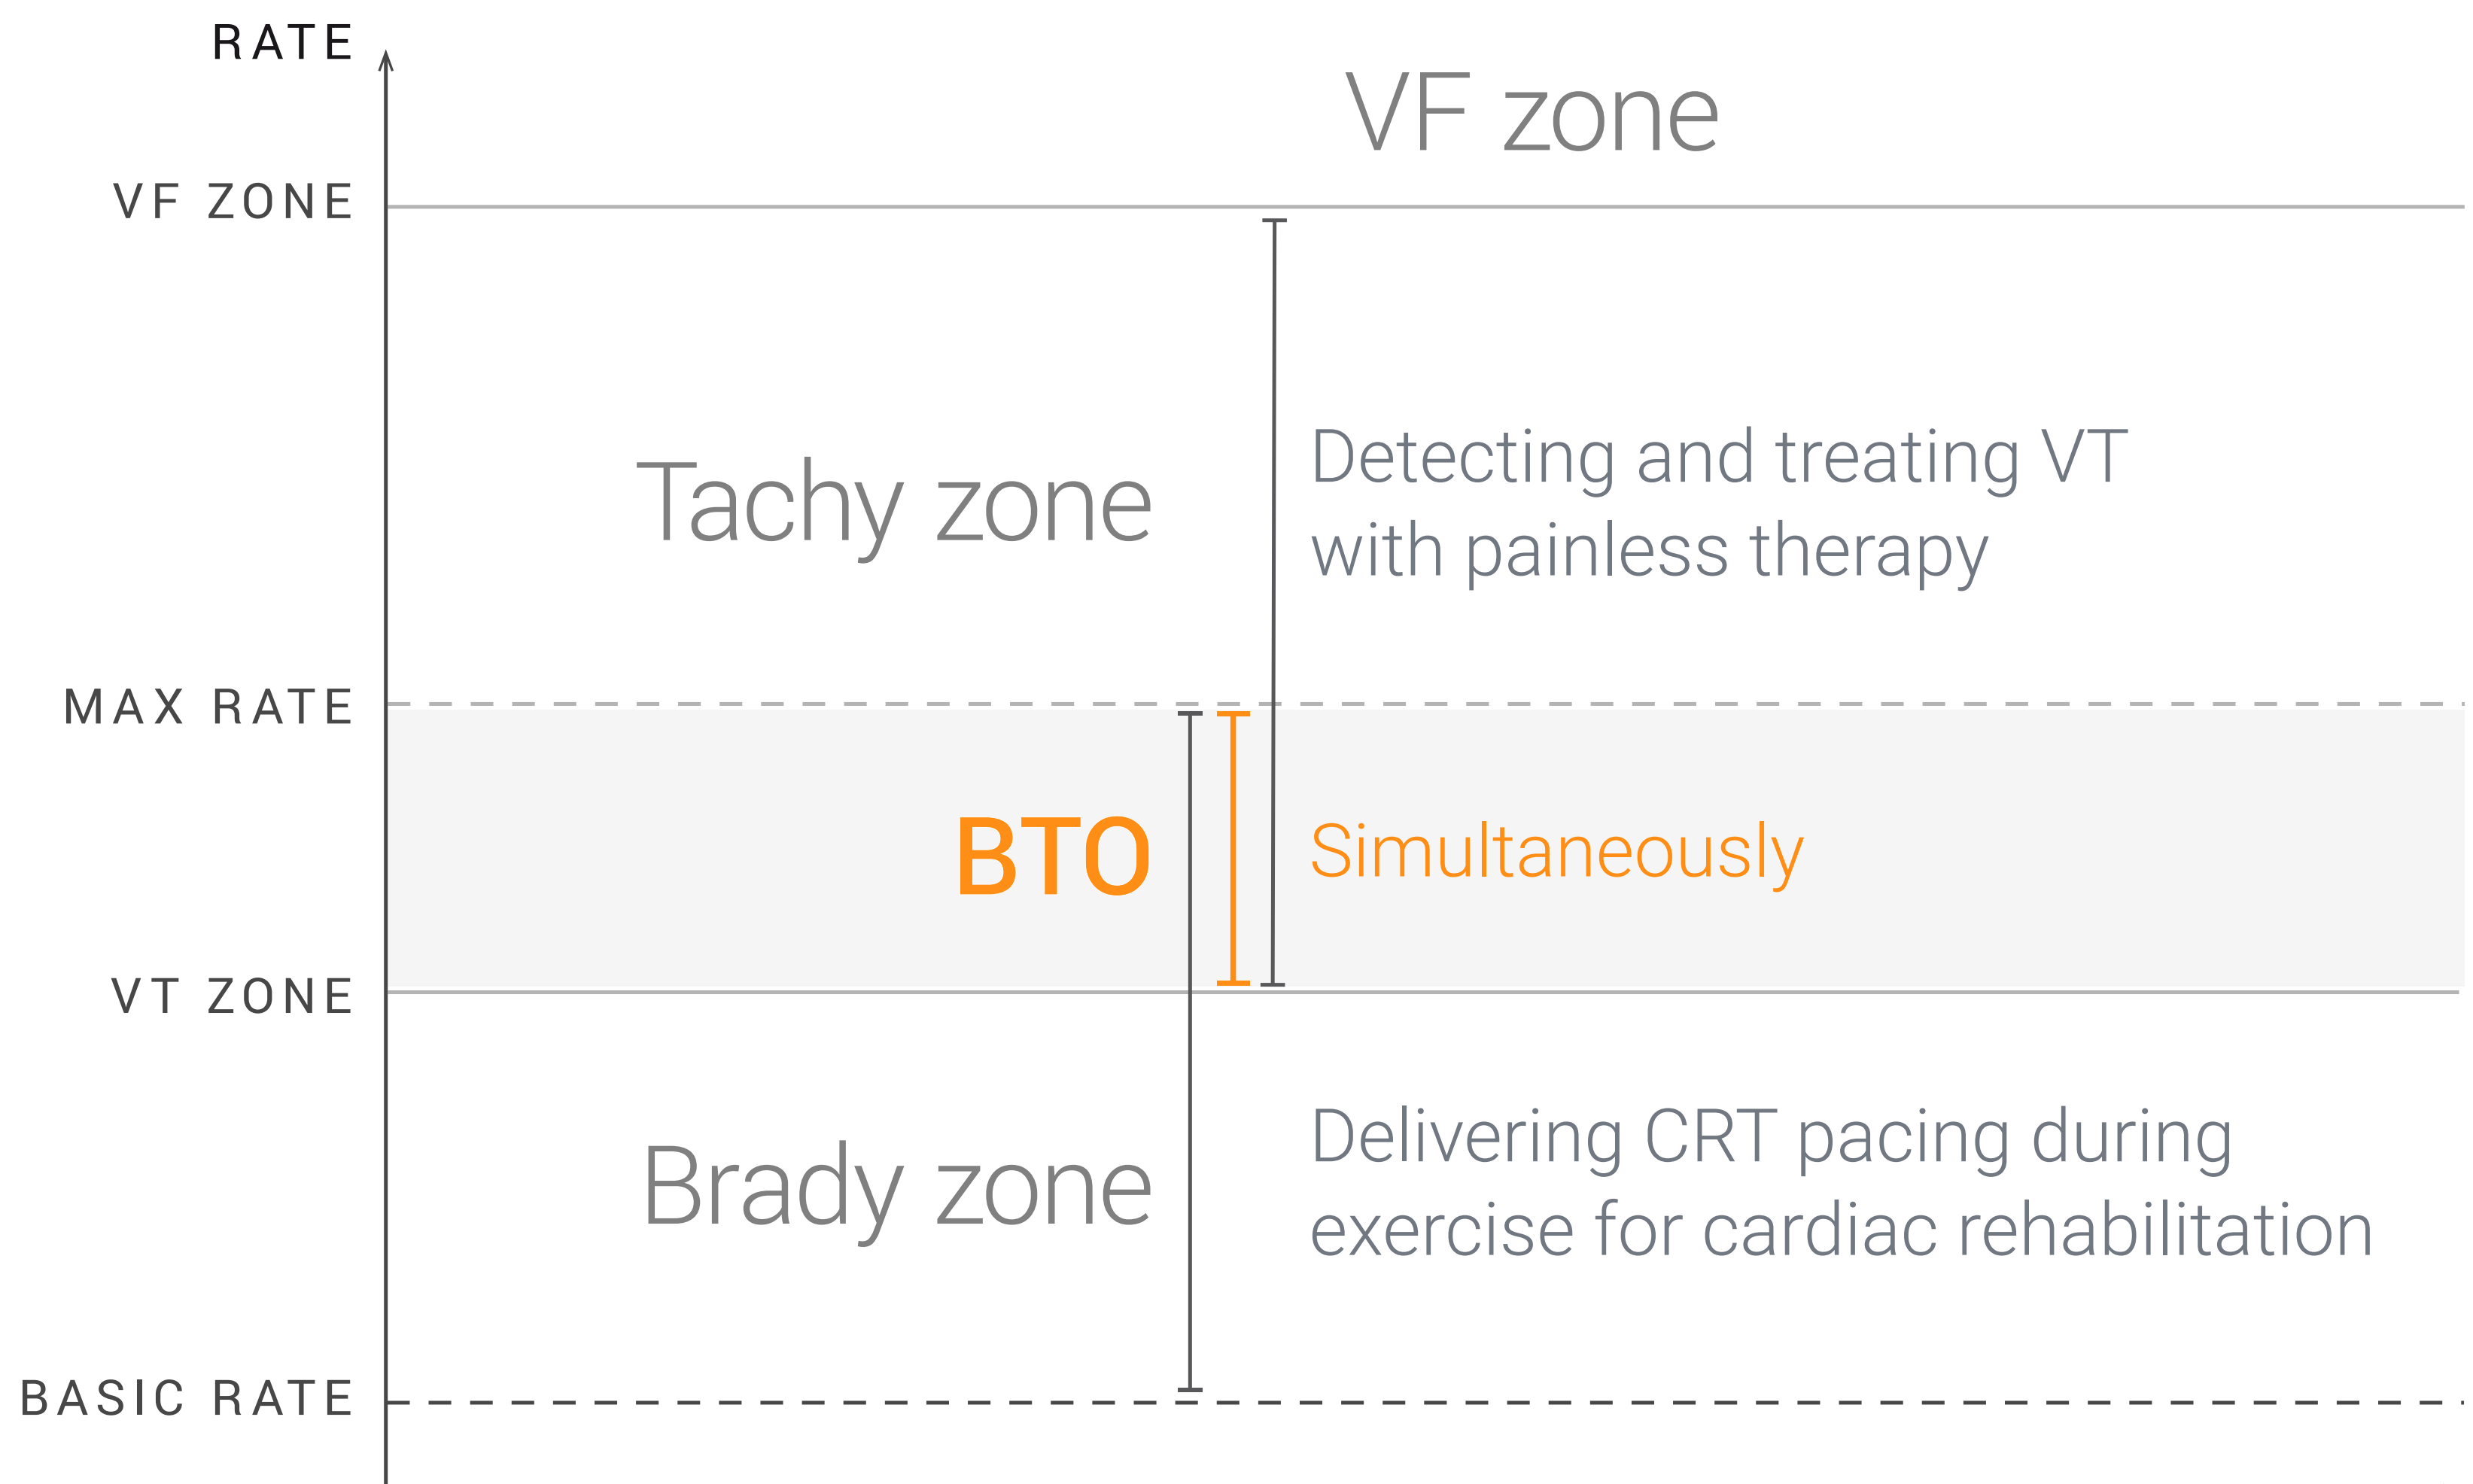 RATE
VF zone
VF ZONE
Tachy zone
Detecting and treating VT
with painless therapy
MAX RATE
BTO
Simultaneously
VT ZONE
Brady zone
Delivering CRT pacing during
exercise for cardiac rehabilitation
BASIC RATE